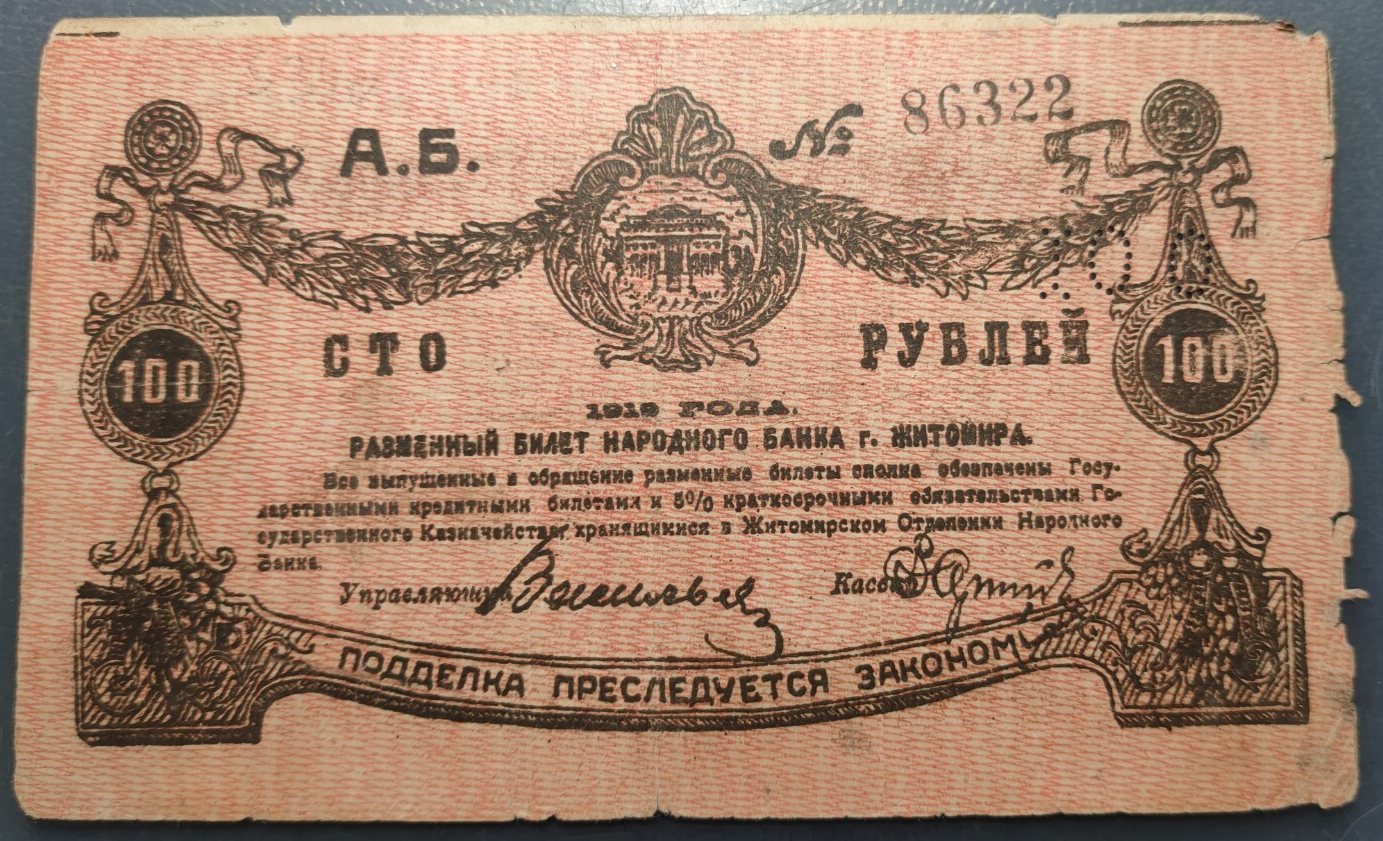 А.Б. № 86322
СТО РУБЛЕЙ
100 100
1919 ГОДА.
РАЗМЕННЫЙ БИЛЕТ НАРОДНОГО БАНКА г. ЖИТОМИРА.
Все выпущенные в обращение разменные билеты сполна обезпечены Госу-
дарственными кредитными билетами и 5% краткосрочными обязательствами Го-
сударственного Казначейства хранящимися в Житомирском Отделении Народного
Банка.
Управляющий Кассир
ПОДДЕЛКА ПРЕСЛЕДУЕТСЯ ЗАКОНОМЪ